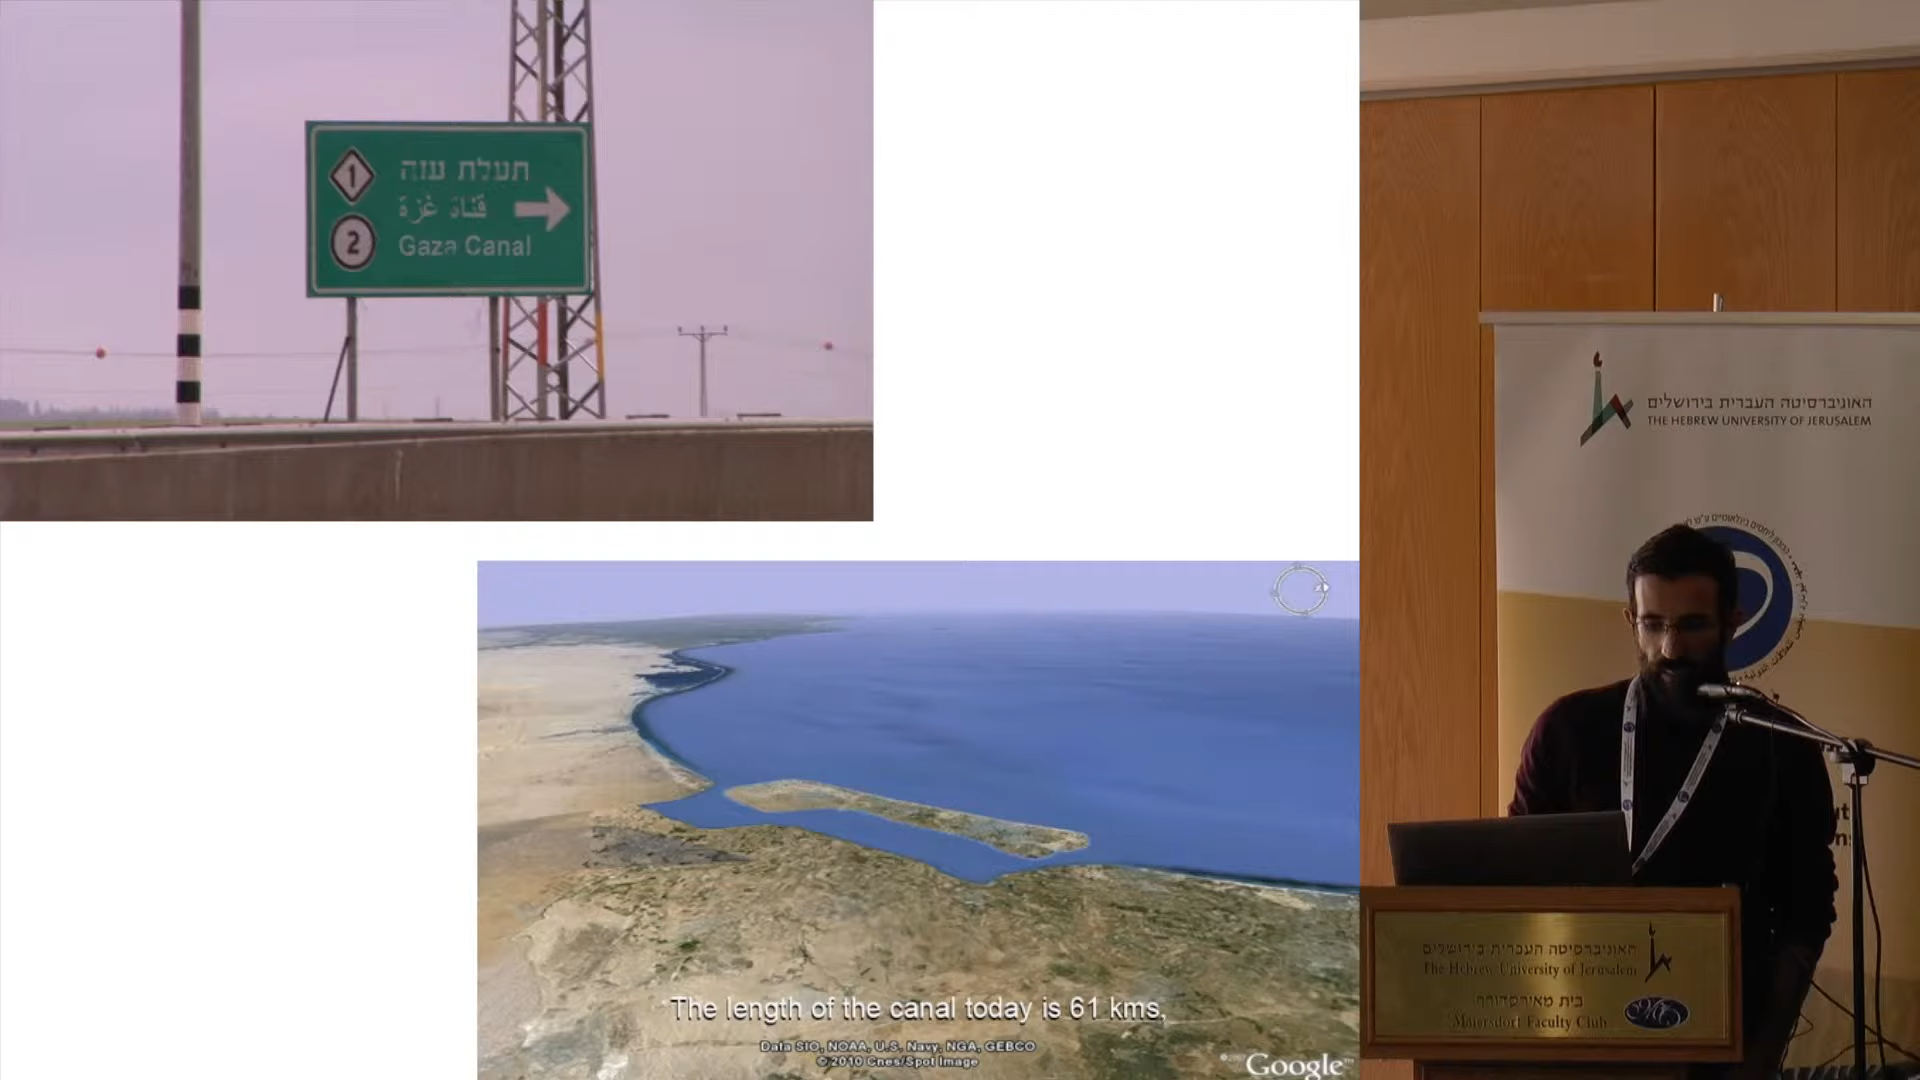 1
תעלת עזה
قناة غزة
2
Gaza Canal
The length of the canal today is 61 kms,
Data SIO, NOAA, U.S. Navy, NGA, GEBCO
© 2010 Cnes/Spot Image
Google
האוניברסיטה העברית בירושלים
THE HEBREW UNIVERSITY OF JERUSALEM
האוניברסיטה העברית בירושלים
The Hebrew University of Jerusalem
בית מאירסדורף
Maiersdorf Faculty Club